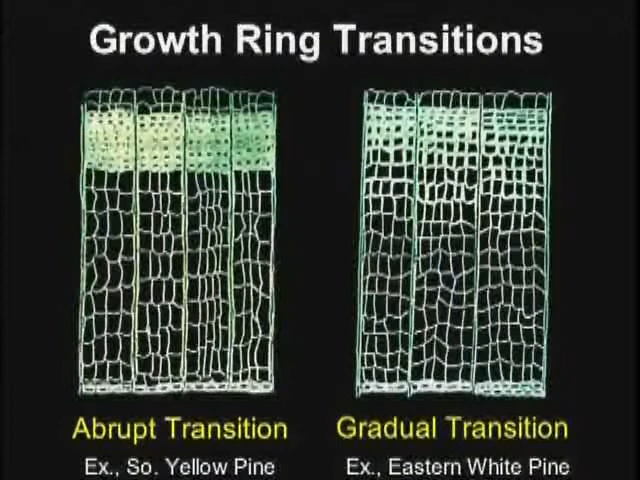 Growth Ring Transitions
Abrupt Transition
Gradual Transition
Ex., So. Yellow Pine
Ex., Eastern White Pine